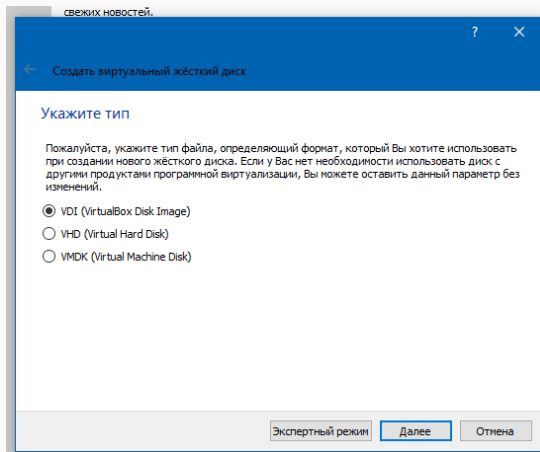 свежих новостей.
?
Создать виртуальный жёсткий диск
Укажите тип
Пожалуйста, укажите тип файла, определяющий формат, который Вы хотите использовать
при создании нового жёсткого диска. Если у Вас нет необходимости использовать диск с
другими продуктами программной виртуализации, Вы можете оставить данный параметр без
изменений.
VDI (VirtualBox Disk Image)
VHD (Virtual Hard Disk)
VMDK (Virtual Machine Disk)
Экспертный режим Далее Отмена